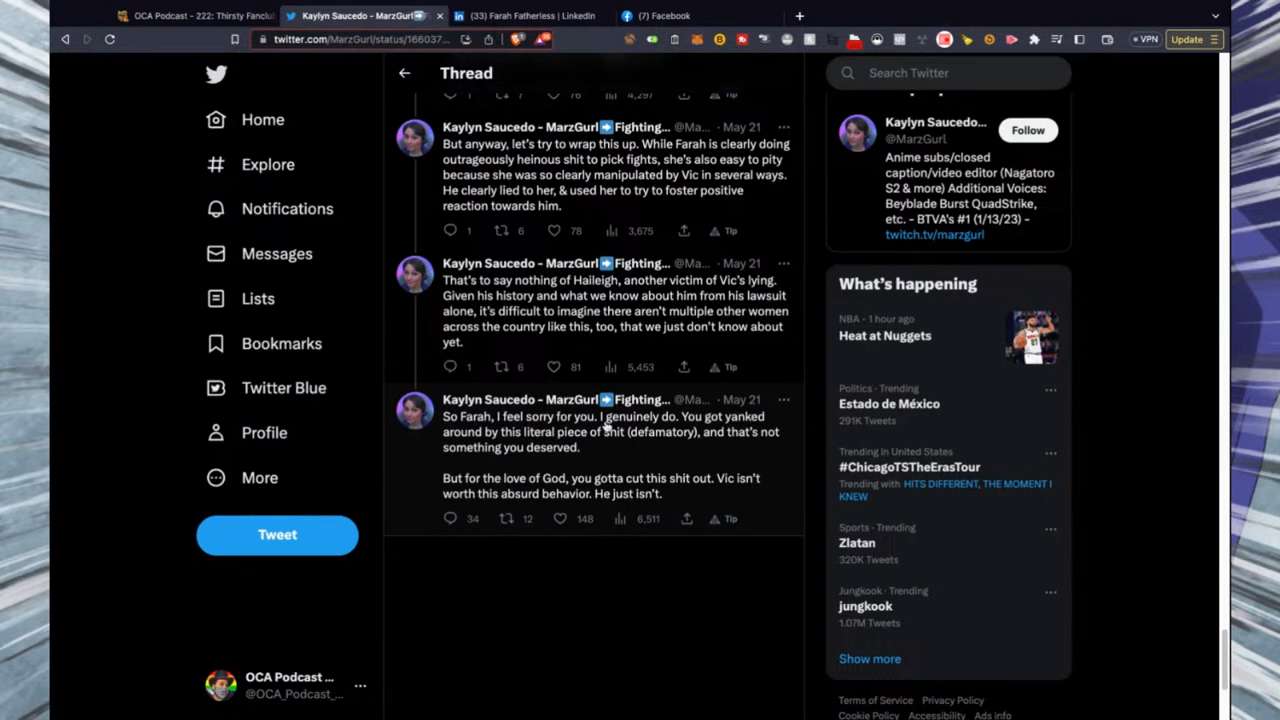 OCA Podcast - 222: Thirsty Fanclu
Kaylyn Saucedo - MarzGurl➡️
(33) Farah Fatherless | LinkedIn
(7) Facebook
twitter.com/MarzGurl/status/166037...
VPN
Update
Home
Explore
Notifications
Messages
Lists
Bookmarks
Twitter Blue
Profile
More
Tweet
OCA Podcast ...
@OCA_Podcast_...
Thread
1 7 76 4,297 Tip
Kaylyn Saucedo - MarzGurl➡️Fighting... @Ma... · May 21
But anyway, let's try to wrap this up. While Farah is clearly doing
outrageously heinous shit to pick fights, she's also easy to pity
because she was so clearly manipulated by Vic in several ways.
He clearly lied to her, & used her to try to foster positive
reaction towards him.
1 6 78 3,675 Tip
Kaylyn Saucedo - MarzGurl➡️Fighting... @Ma... · May 21
That's to say nothing of Haileigh, another victim of Vic's lying.
Given his history and what we know about him from his lawsuit
alone, it's difficult to imagine there aren't multiple other women
across the country like this, too, that we just don't know about
yet.
1 6 81 5,453 Tip
Kaylyn Saucedo - MarzGurl➡️Fighting... @Ma... · May 21
So Farah, I feel sorry for you. I genuinely do. You got yanked
around by this literal piece of shit (defamatory), and that's not
something you deserved.
But for the love of God, you gotta cut this shit out. Vic isn't
worth this absurd behavior. He just isn't.
34 12 148 6,511 Tip
Search Twitter
Kaylyn Saucedo...
@MarzGurl
Follow
Anime subs/closed
caption/video editor (Nagatoro
S2 & more) Additional Voices:
Beyblade Burst QuadStrike,
etc. - BTVA's #1 (1/13/23) -
twitch.tv/marzgurl
What's happening
NBA · 1 hour ago
Heat at Nuggets
Politics · Trending
Estado de México
291K Tweets
Trending in United States
#ChicagoTSTheErasTour
Trending with HITS DIFFERENT, THE MOMENT I
KNEW
Sports · Trending
Zlatan
320K Tweets
Jungkook · Trending
jungkook
1.07M Tweets
Show more
Terms of Service Privacy Policy
Cookie Policy Accessibility Ads info